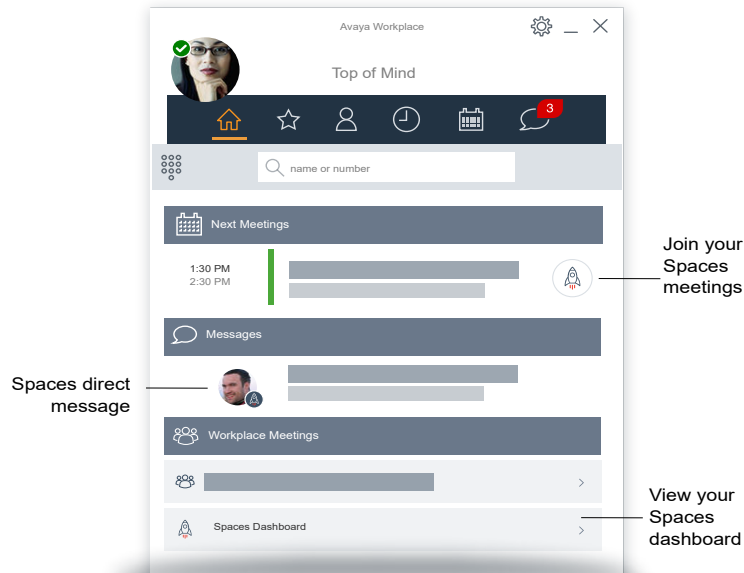 Avaya Workplace
Top of Mind
3
name or number
Next Meetings
1:30 PM
2:30 PM
Join your
Spaces
meetings
Messages
Spaces direct
message
Workplace Meetings
Spaces Dashboard
View your
Spaces
dashboard